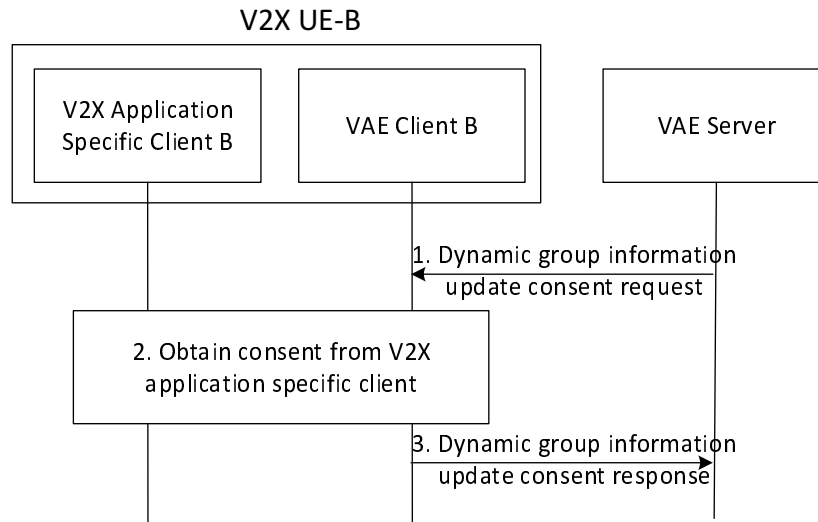 V2X UE-B
V2X Application
Specific Client B
VAE Client B
VAE Server
1. Dynamic group information
update consent request
2. Obtain consent from V2X
application specific client
3. Dynamic group information
update consent response